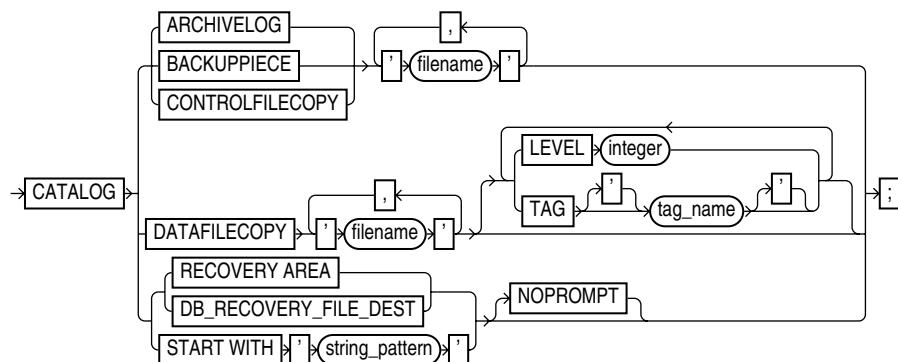 ARCHIVELOG
BACKUPPIECE
CONTROLFILECOPY
,
' filename '
CATALOG
DATAFILECOPY
,
' filename '
LEVEL integer
TAG ' tag_name '
;
RECOVERY AREA
DB_RECOVERY_FILE_DEST
START WITH ' string_pattern '
NOPROMPT